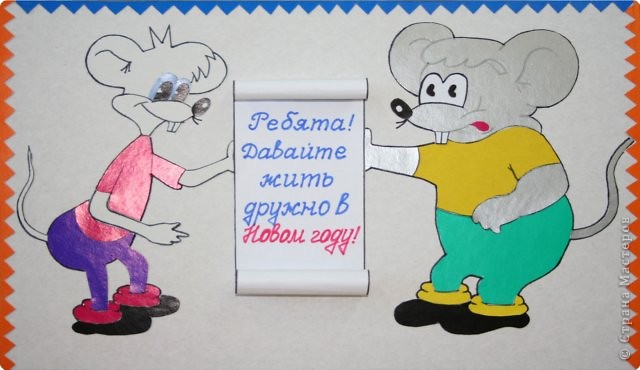 Ребята!
Давайте
жить
дружно в
Новом году!
© Страна Мастеров